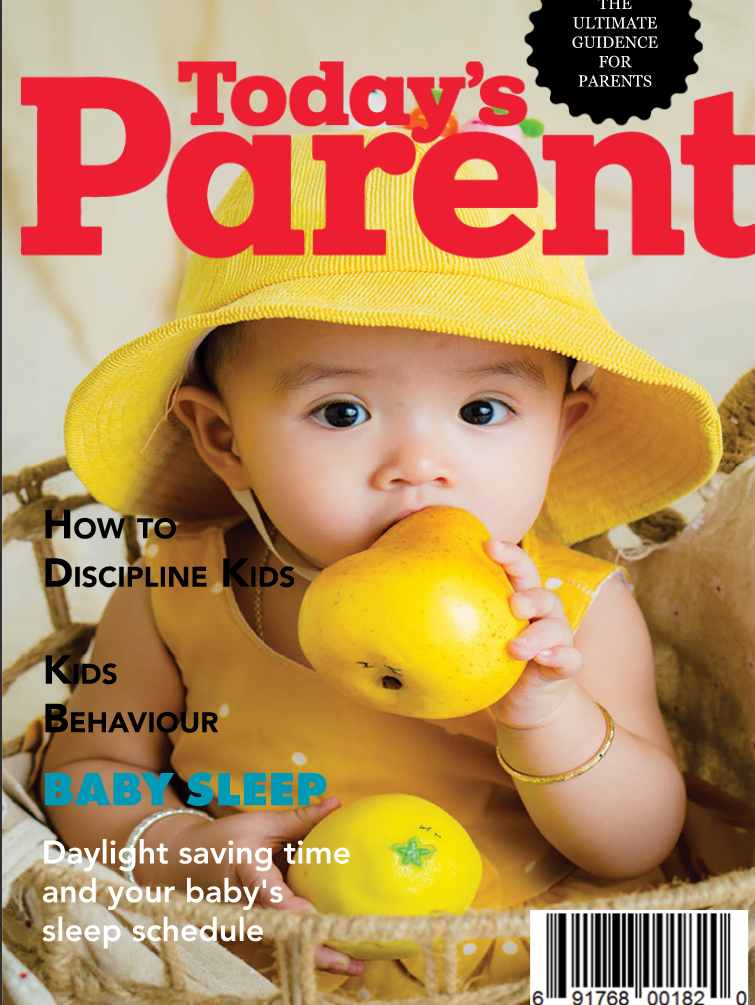 THE
ULTIMATE
GUIDENCE
FOR
PARENTS
Today's
Parent
How to
Discipline Kids
Kids
Behaviour
BABY SLEEP
Daylight saving time
and your baby's
sleep schedule
6 91768 00182 0